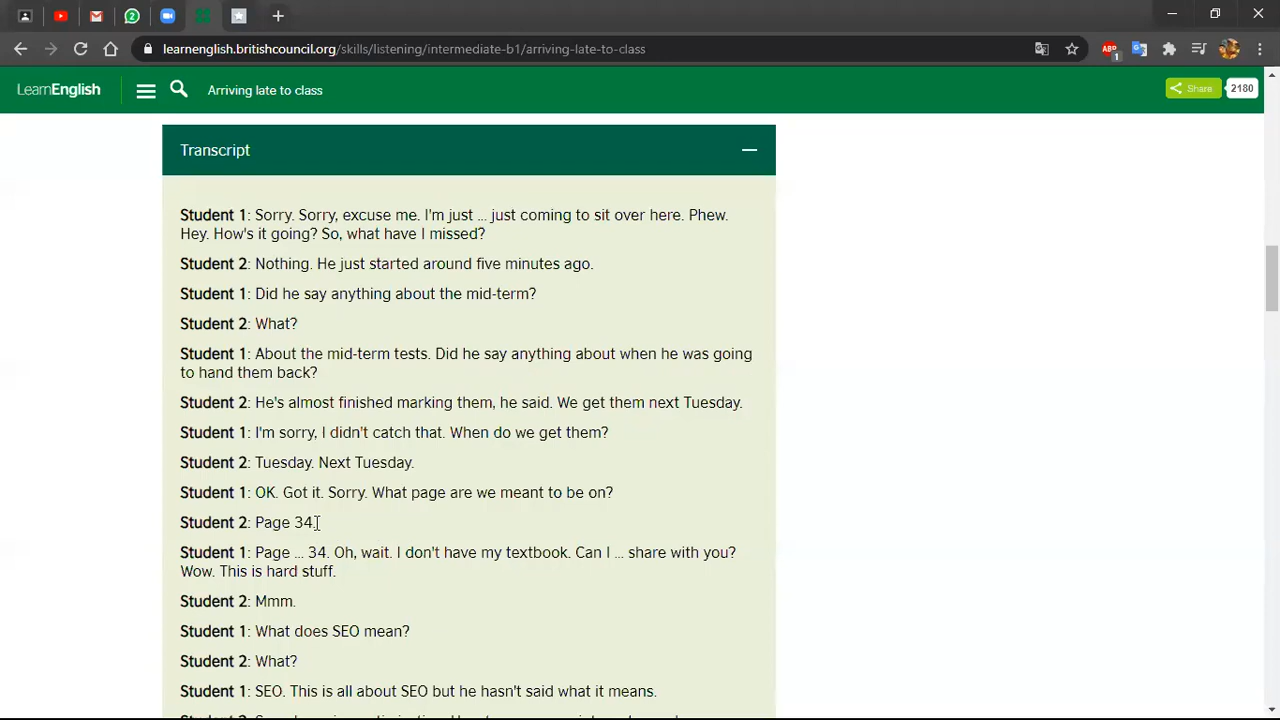 2
learnenglish.britishcouncil.org/skills/listening/intermediate-b1/arriving-late-to-class
ABP
1
LearnEnglish
Arriving late to class
Share
2180
Transcript
Student 1: Sorry. Sorry, excuse me. I'm just ... just coming to sit over here. Phew.
Hey. How's it going? So, what have I missed?
Student 2: Nothing. He just started around five minutes ago.
Student 1: Did he say anything about the mid-term?
Student 2: What?
Student 1: About the mid-term tests. Did he say anything about when he was going
to hand them back?
Student 2: He's almost finished marking them, he said. We get them next Tuesday.
Student 1: I'm sorry, I didn't catch that. When do we get them?
Student 2: Tuesday. Next Tuesday.
Student 1: OK. Got it. Sorry. What page are we meant to be on?
Student 2: Page 34.
Student 1: Page ... 34. Oh, wait. I don't have my textbook. Can I ... share with you?
Wow. This is hard stuff.
Student 2: Mmm.
Student 1: What does SEO mean?
Student 2: What?
Student 1: SEO. This is all about SEO but he hasn't said what it means.